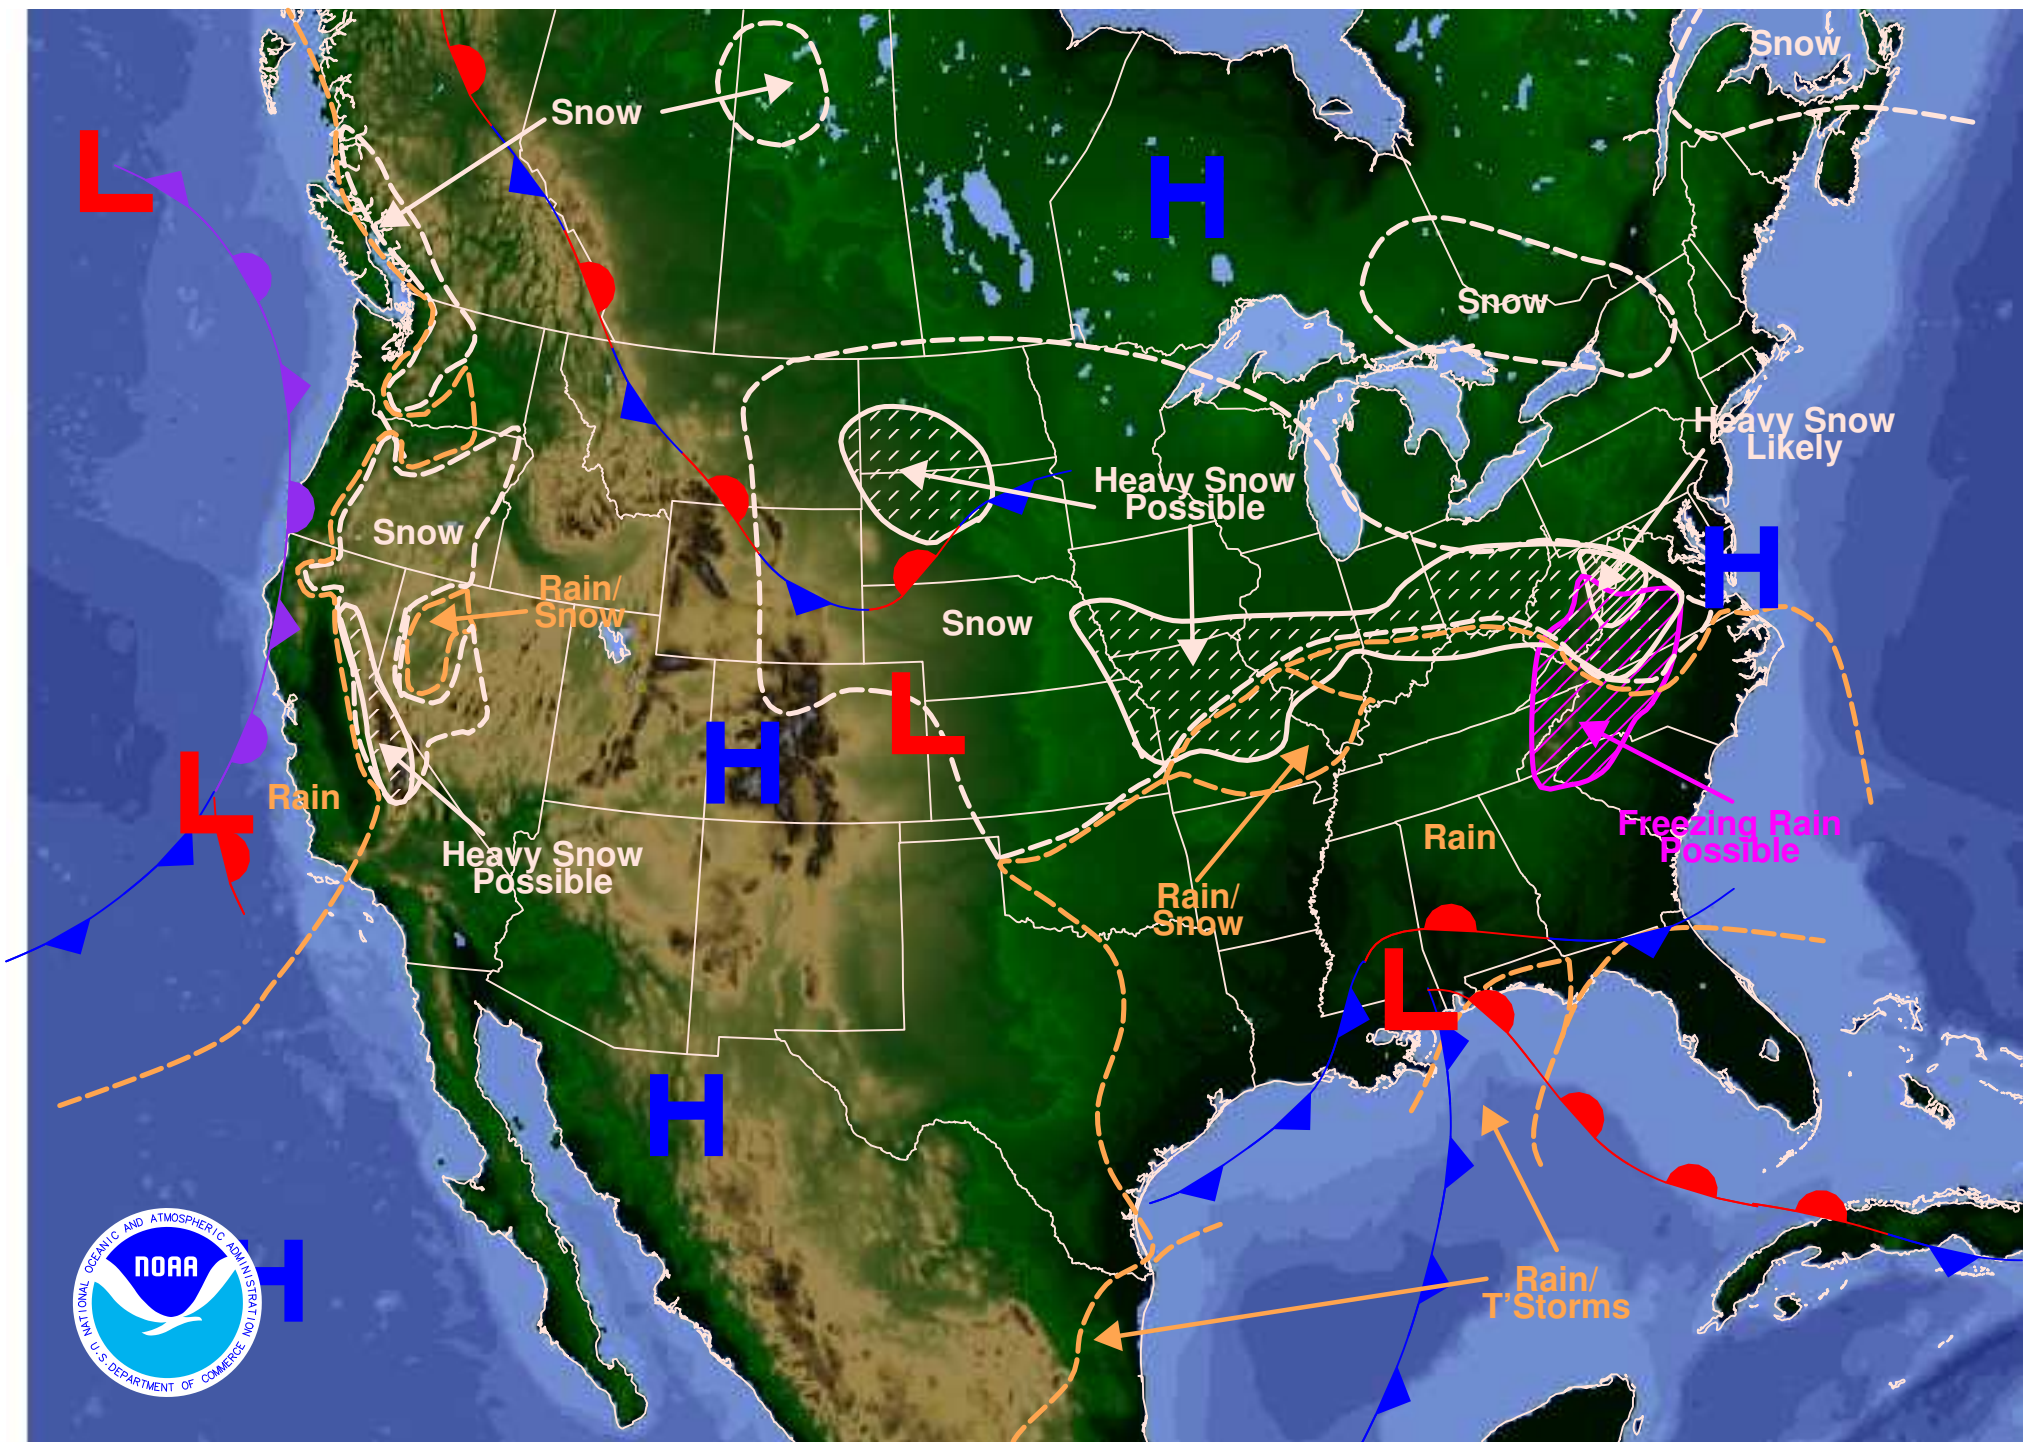 Snow
Snow
L
H
Snow
Heavy Snow
Likely
Heavy Snow
Possible
Snow
H
Rain/
Snow
Snow
L
H
L
Rain
Freezing Rain
Possible
Rain
Heavy Snow
Possible
Rain/
Snow
L
H
H
Rain/
T'Storms
NATIONAL OCEANIC AND ATMOSPHERIC ADMINISTRATION
NOAA
U.S. DEPARTMENT OF COMMERCE